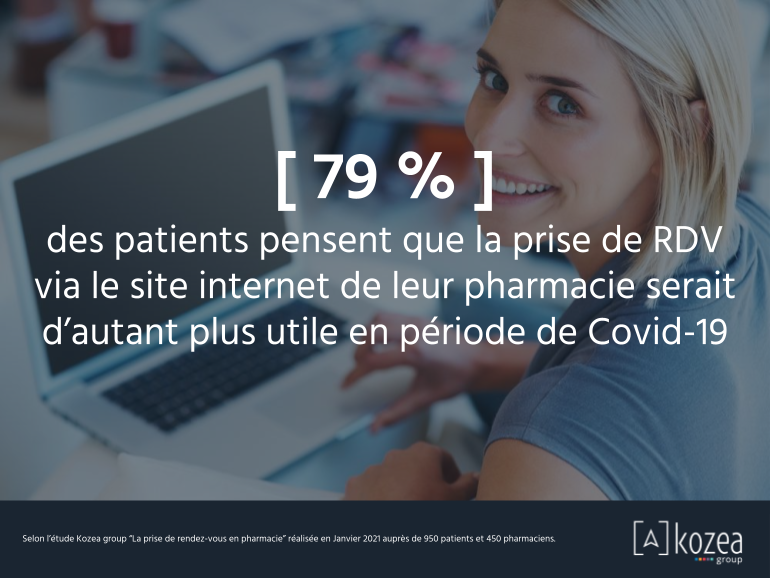 [ 79 % ]
des patients pensent que la prise de RDV
via le site internet de leur pharmacie serait
d’autant plus utile en période de Covid-19
Selon l’étude Kozea group “La prise de rendez-vous en pharmacie” réalisée en Janvier 2021 auprès de 950 patients et 450 pharmaciens.
[A] kozea
group